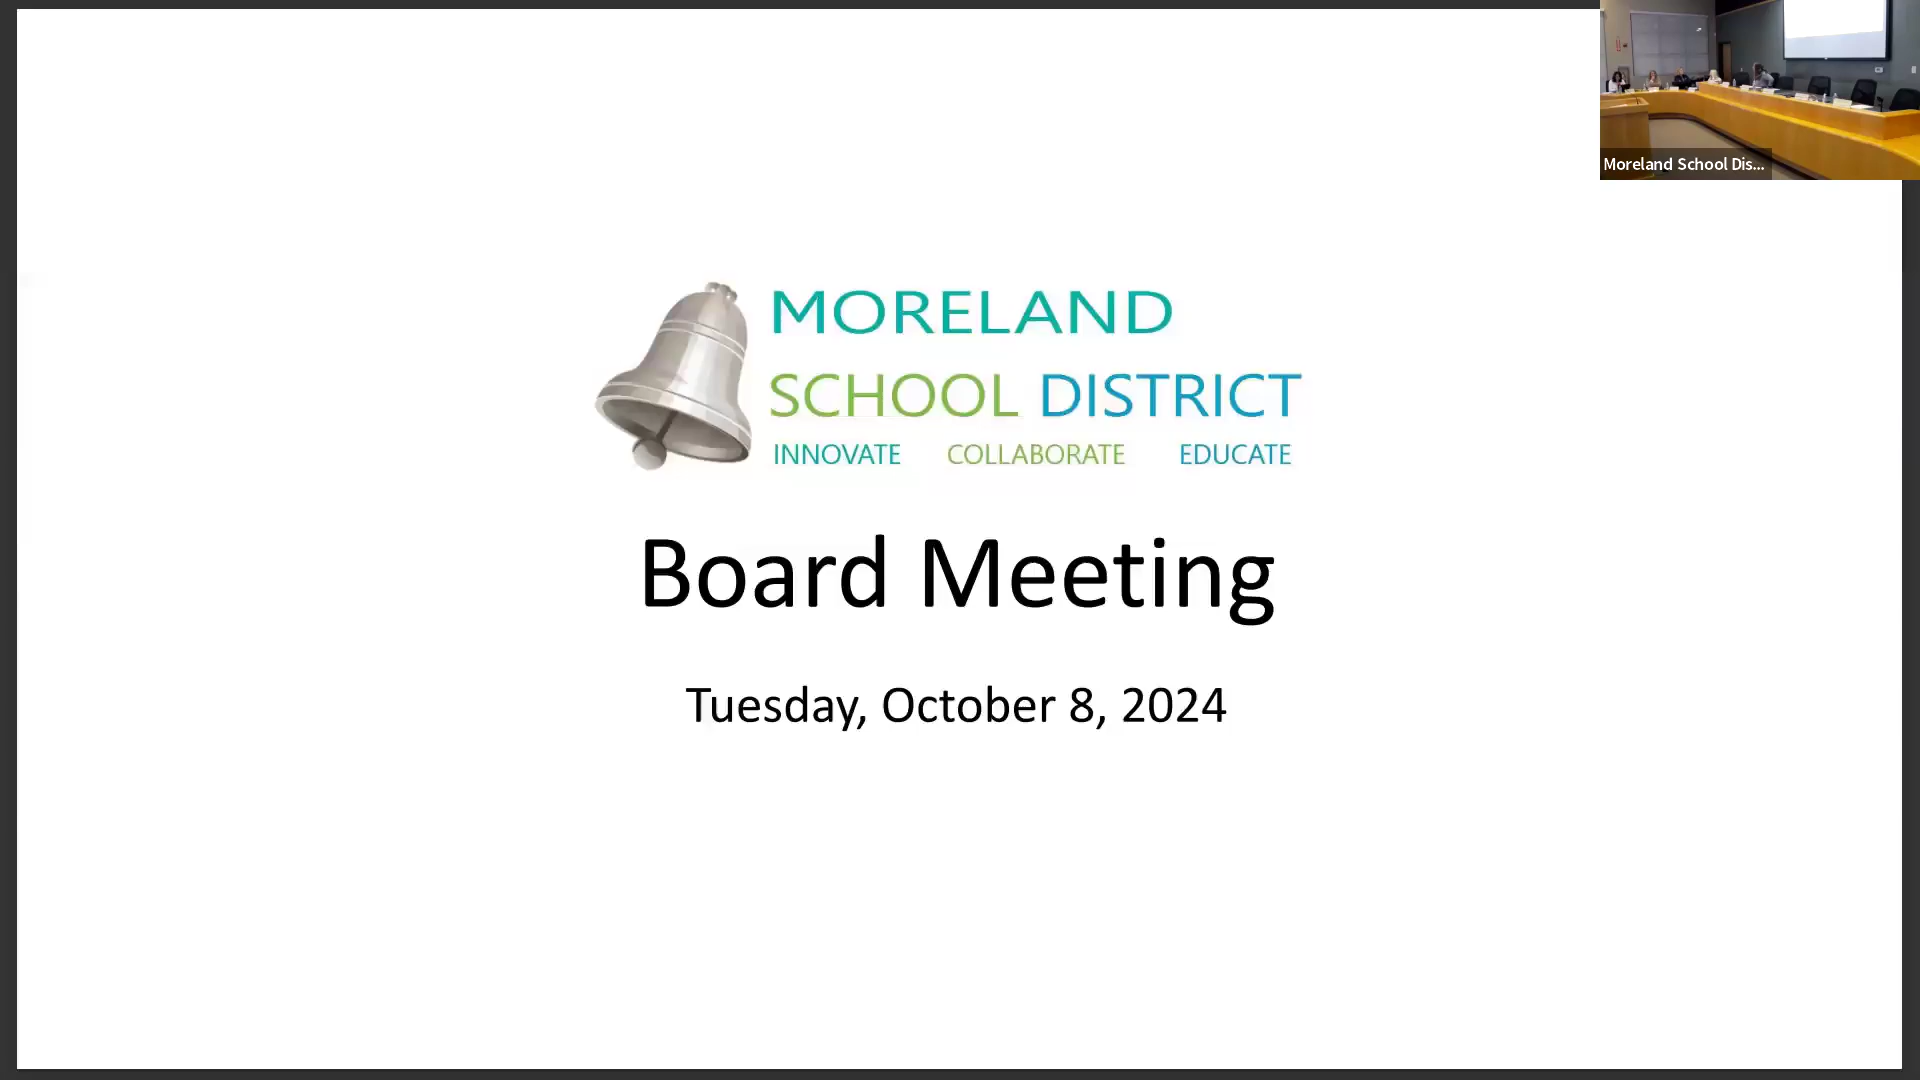 Moreland School Dis...
MORELAND
SCHOOL DISTRICT
INNOVATE COLLABORATE EDUCATE
Board Meeting
Tuesday, October 8, 2024